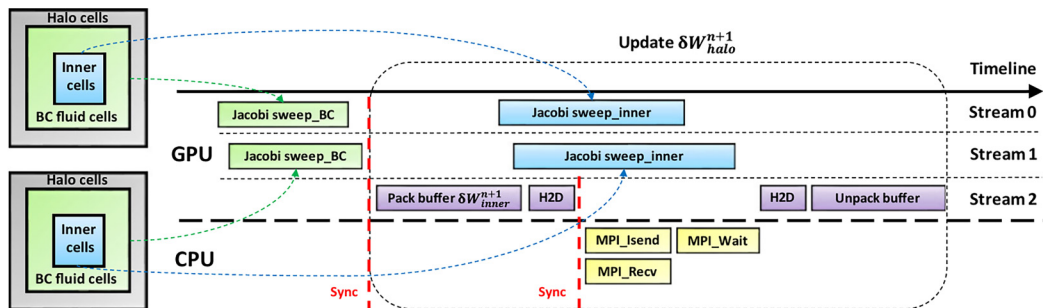 Halo cells
Inner
cells
BC fluid cells
Halo cells
Inner
cells
BC fluid cells
GPU
CPU
Update δW^{n+1}_{halo}
Timeline
Jacobi sweep_BC
Jacobi sweep_inner
Stream 0
Jacobi sweep_BC
Jacobi sweep_inner
Stream 1
Pack buffer δW^{n+1}_{inner}
H2D
H2D
Unpack buffer
Stream 2
MPI_Isend
MPI_Wait
MPI_Recv
Sync
Sync